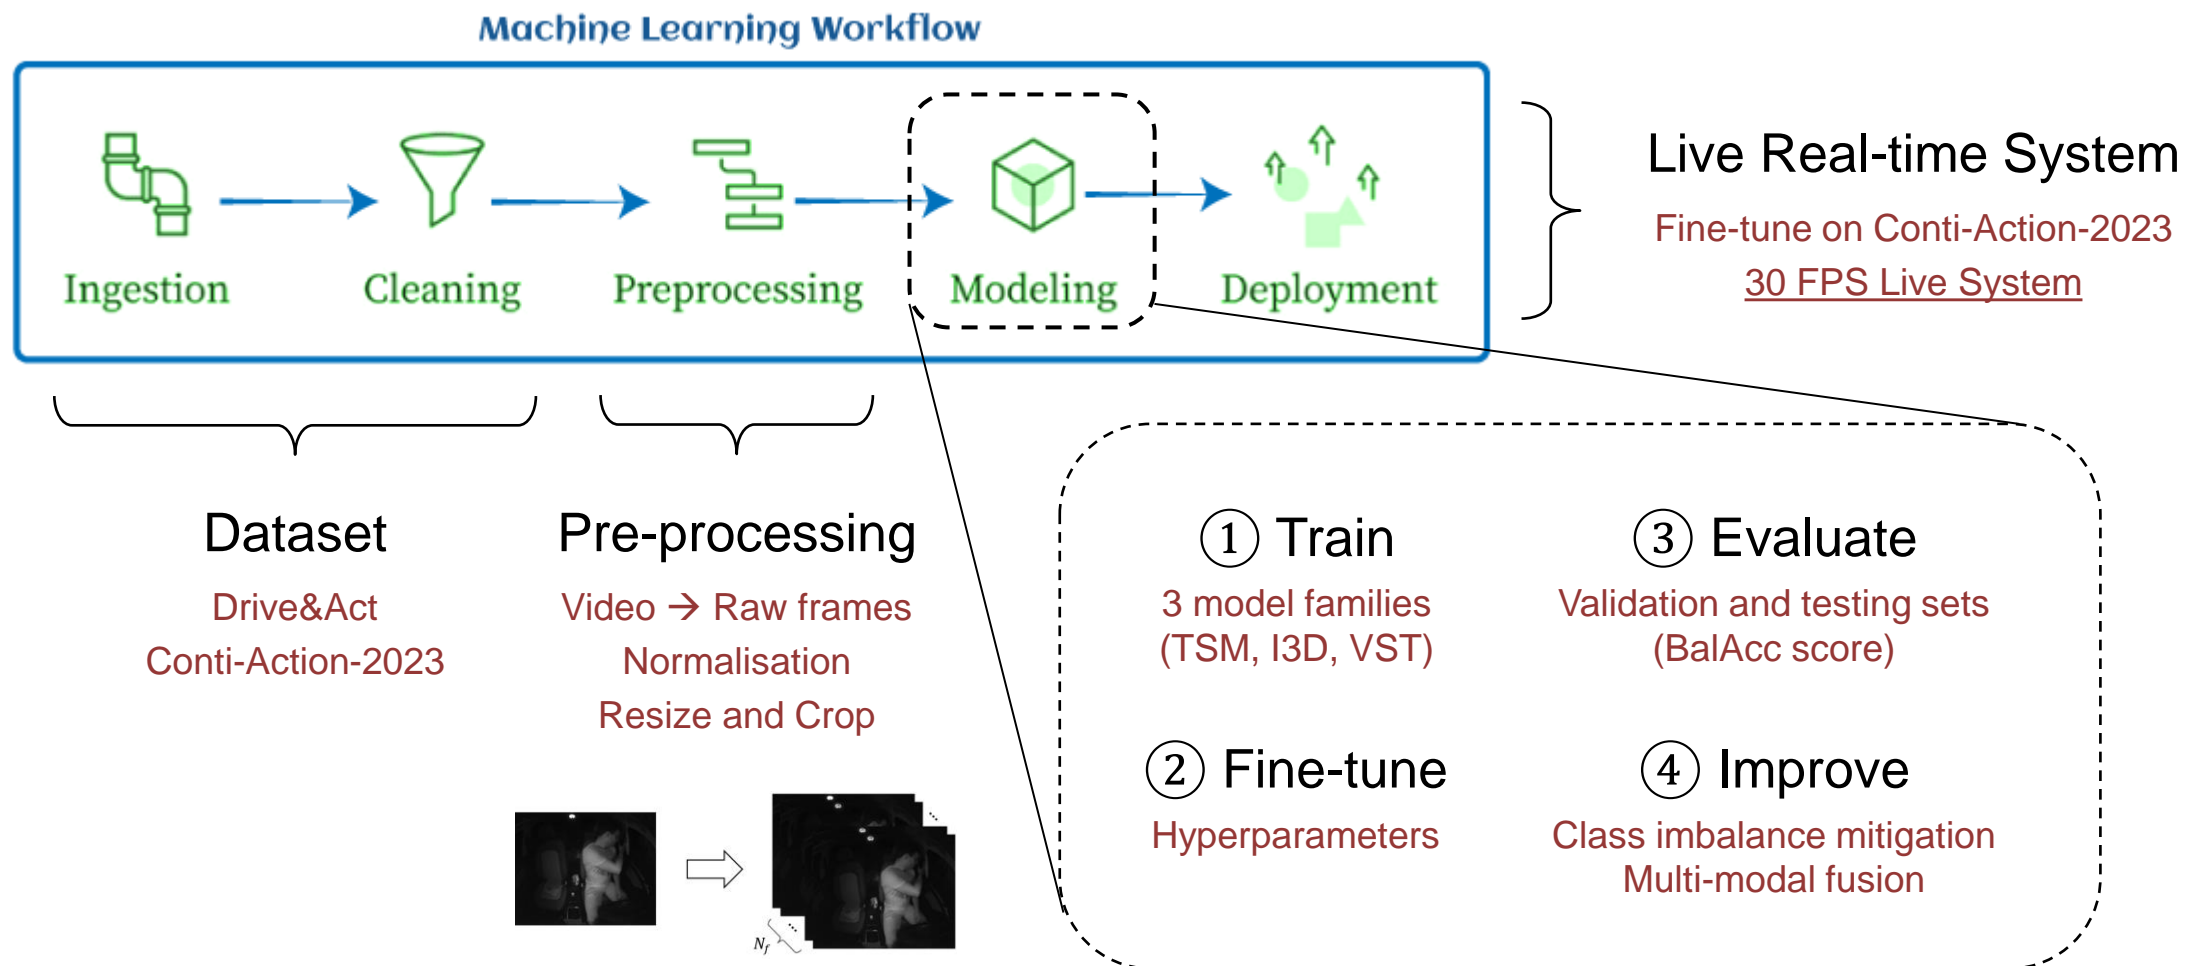 Machine Learning Workflow
Ingestion
Cleaning
Preprocessing
Modeling
Deployment
Live Real-time System
Fine-tune on Conti-Action-2023
30 FPS Live System
Dataset
Drive&Act
Conti-Action-2023
Pre-processing
Video → Raw frames
Normalisation
Resize and Crop
...
...
N_f
① Train
3 model families
(TSM, I3D, VST)
② Fine-tune
Hyperparameters
③ Evaluate
Validation and testing sets
(BalAcc score)
④ Improve
Class imbalance mitigation
Multi-modal fusion